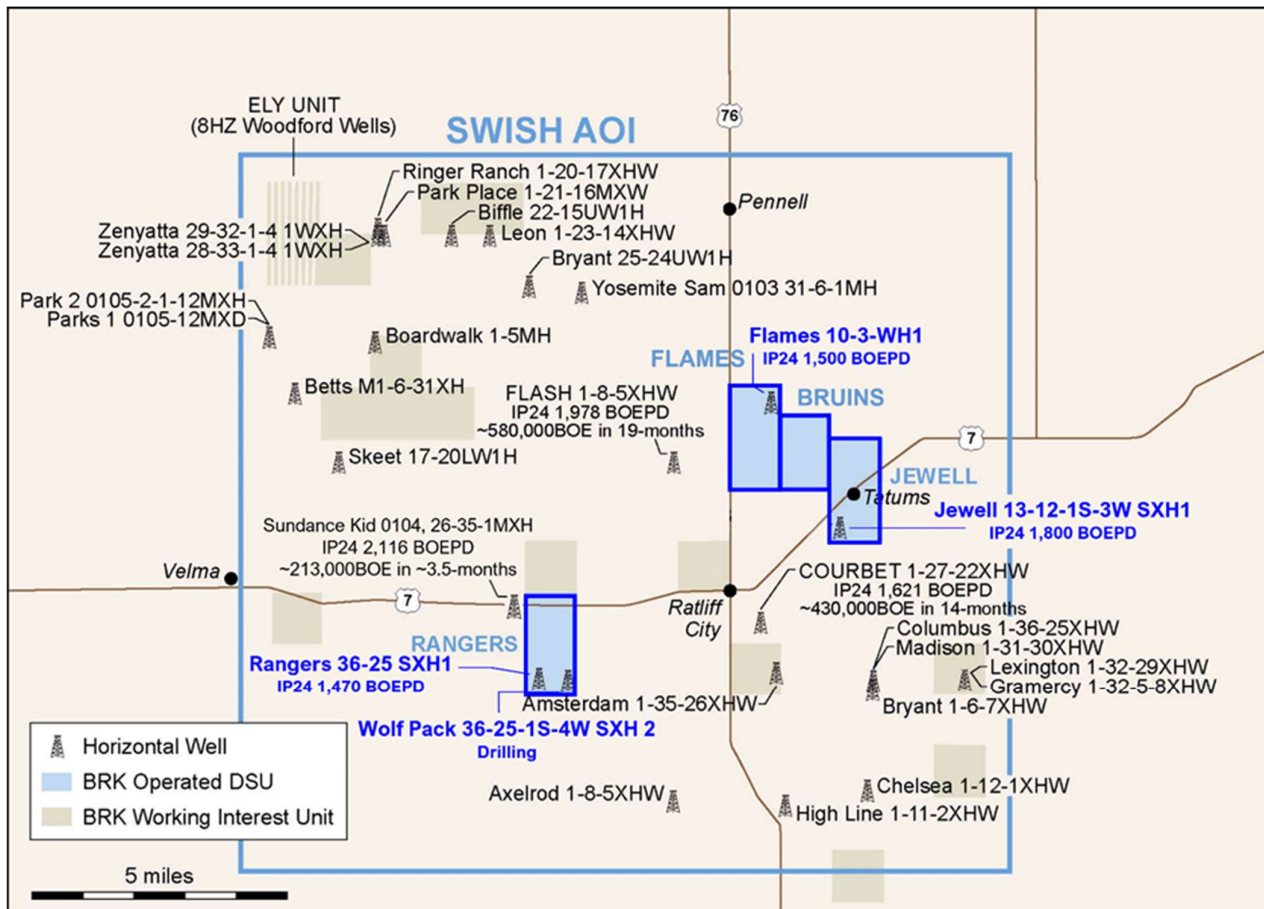 ELY UNIT
(8HZ Woodford Wells)
SWISH AOI
76
Ringer Ranch 1-20-17XHW
Park Place 1-21-16MXW
Biffle 22-15UW1H
Leon 1-23-14XHW
Pennell
Zenyatta 29-32-1-4 1WXH
Zenyatta 28-33-1-4 1WXH
Bryant 25-24UW1H
Yosemite Sam 0103 31-6-1MH
Park 2 0105-2-1-12MXH
Parks 1 0105-12MXD
Boardwalk 1-5MH
Flames 10-3-WH1
IP24 1,500 BOEPD
FLAMES
BRUINS
Betts M1-6-31XH
FLASH 1-8-5XHW
IP24 1,978 BOEPD
~580,000BOE in 19-months
7
Skeet 17-20LW1H
JEWELL
Tatums
Jewell 13-12-1S-3W SXH1
IP24 1,800 BOEPD
Sundance Kid 0104, 26-35-1MXH
IP24 2,116 BOEPD
~213,000BOE in ~3.5-months
Velma
7
Ratliff
City
COURBET 1-27-22XHW
IP24 1,621 BOEPD
~430,000BOE in 14-months
Columbus 1-36-25XHW
Madison 1-31-30XHW
RANGERS
Rangers 36-25 SXH1
IP24 1,470 BOEPD
Lexington 1-32-29XHW
Gramercy 1-32-5-8XHW
Amsterdam 1-35-26XHW
Bryant 1-6-7XHW
Wolf Pack 36-25-1S-4W SXH 2
Drilling
Horizontal Well
BRK Operated DSU
BRK Working Interest Unit
Axelrod 1-8-5XHW
Chelsea 1-12-1XHW
High Line 1-11-2XHW
5 miles